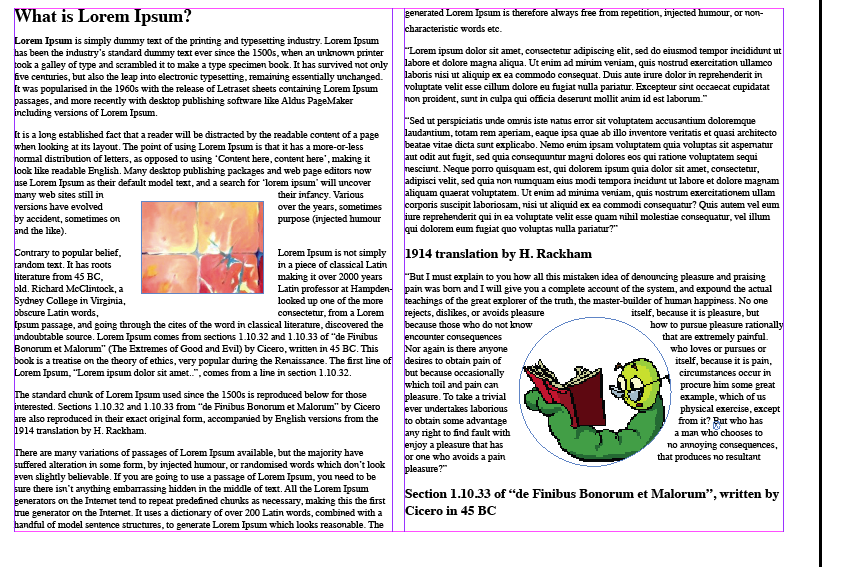 What is Lorem Ipsum?
Lorem Ipsum is simply dummy text of the printing and typesetting industry. Lorem Ipsum
has been the industry's standard dummy text ever since the 1500s, when an unknown printer
took a galley of type and scrambled it to make a type specimen book. It has survived not only
five centuries, but also the leap into electronic typesetting, remaining essentially unchanged.
It was popularised in the 1960s with the release of Letraset sheets containing Lorem Ipsum
passages, and more recently with desktop publishing software like Aldus PageMaker
including versions of Lorem Ipsum.
It is a long established fact that a reader will be distracted by the readable content of a page
when looking at its layout. The point of using Lorem Ipsum is that it has a more-or-less
normal distribution of letters, as opposed to using 'Content here, content here', making it
look like readable English. Many desktop publishing packages and web page editors now
use Lorem Ipsum as their default model text, and a search for 'lorem ipsum' will uncover
many web sites still in their infancy. Various
versions have evolved over the years, sometimes
by accident, sometimes on purpose (injected humour
and the like).
Contrary to popular belief, Lorem Ipsum is not simply
random text. It has roots in a piece of classical Latin
literature from 45 BC, making it over 2000 years
old. Richard McClintock, a Latin professor at Hampden-
Sydney College in Virginia, looked up one of the more
obscure Latin words, consectetur, from a Lorem
Ipsum passage, and going through the cites of the word in classical literature, discovered the
undoubtable source. Lorem Ipsum comes from sections 1.10.32 and 1.10.33 of "de Finibus
Bonorum et Malorum" (The Extremes of Good and Evil) by Cicero, written in 45 BC. This
book is a treatise on the theory of ethics, very popular during the Renaissance. The first line of
Lorem Ipsum, "Lorem ipsum dolor sit amet..", comes from a line in section 1.10.32.
The standard chunk of Lorem Ipsum used since the 1500s is reproduced below for those
interested. Sections 1.10.32 and 1.10.33 from "de Finibus Bonorum et Malorum" by Cicero
are also reproduced in their exact original form, accompanied by English versions from the
1914 translation by H. Rackham.
There are many variations of passages of Lorem Ipsum available, but the majority have
suffered alteration in some form, by injected humour, or randomised words which don't look
even slightly believable. If you are going to use a passage of Lorem Ipsum, you need to be
sure there isn't anything embarrassing hidden in the middle of text. All the Lorem Ipsum
generators on the Internet tend to repeat predefined chunks as necessary, making this the first
true generator on the Internet. It uses a dictionary of over 200 Latin words, combined with a
handful of model sentence structures, to generate Lorem Ipsum which looks reasonable. The
generated Lorem Ipsum is therefore always free from repetition, injected humour, or non-
characteristic words etc.
"Lorem ipsum dolor sit amet, consectetur adipiscing elit, sed do eiusmod tempor incididunt ut
labore et dolore magna aliqua. Ut enim ad minim veniam, quis nostrud exercitation ullamco
laboris nisi ut aliquip ex ea commodo consequat. Duis aute irure dolor in reprehenderit in
voluptate velit esse cillum dolore eu fugiat nulla pariatur. Excepteur sint occaecat cupidatat
non proident, sunt in culpa qui officia deserunt mollit anim id est laborum."
"Sed ut perspiciatis unde omnis iste natus error sit voluptatem accusantium doloremque
laudantium, totam rem aperiam, eaque ipsa quae ab illo inventore veritatis et quasi architecto
beatae vitae dicta sunt explicabo. Nemo enim ipsam voluptatem quia voluptas sit aspernatur
aut odit aut fugit, sed quia consequuntur magni dolores eos qui ratione voluptatem sequi
nesciunt. Neque porro quisquam est, qui dolorem ipsum quia dolor sit amet, consectetur,
adipisci velit, sed quia non numquam eius modi tempora incidunt ut labore et dolore magnam
aliquam quaerat voluptatem. Ut enim ad minima veniam, quis nostrum exercitationem ullam
corporis suscipit laboriosam, nisi ut aliquid ex ea commodi consequatur? Quis autem vel eum
iure reprehenderit qui in ea voluptate velit esse quam nihil molestiae consequatur, vel illum
qui dolorem eum fugiat quo voluptas nulla pariatur?"
1914 translation by H. Rackham
"But I must explain to you how all this mistaken idea of denouncing pleasure and praising
pain was born and I will give you a complete account of the system, and expound the actual
teachings of the great explorer of the truth, the master-builder of human happiness. No one
rejects, dislikes, or avoids pleasure itself, because it is pleasure, but
because those who do not know how to pursue pleasure rationally
encounter consequences that are extremely painful.
Nor again is there anyone who loves or pursues or
desires to obtain pain of itself, because it is pain,
but because occasionally circumstances occur in
which toil and pain can procure him some great
pleasure. To take a trivial example, which of us
ever undertakes laborious physical exercise, except
to obtain some advantage from it? But who has
any right to find fault with a man who chooses to
enjoy a pleasure that has no annoying consequences,
or one who avoids a pain that produces no resultant
pleasure?"
Section 1.10.33 of "de Finibus Bonorum et Malorum", written by
Cicero in 45 BC